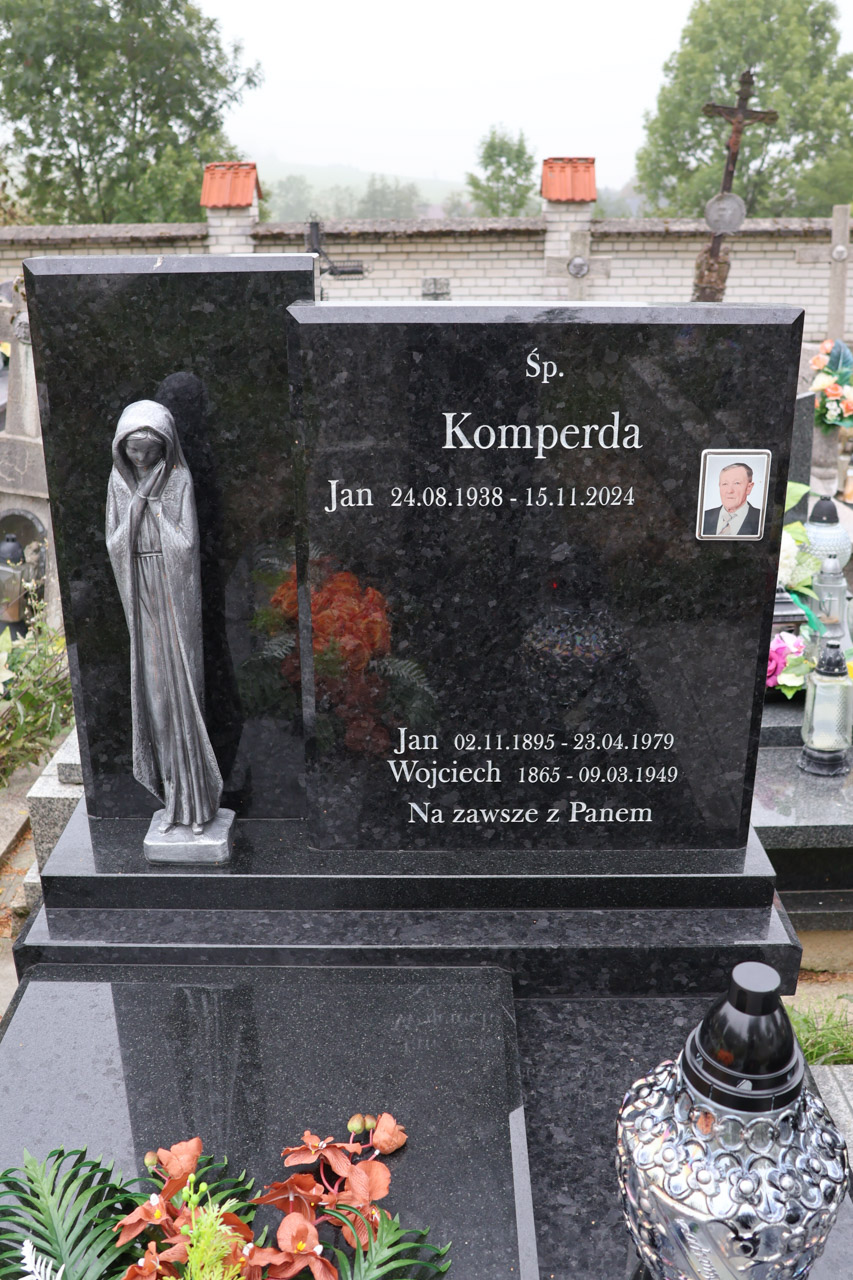 Śp.
Komperda
Jan 24.08.1938 - 15.11.2024
Jan 02.11.1895 - 23.04.1979
Wojciech 1865 - 09.03.1949
Na zawsze z Panem